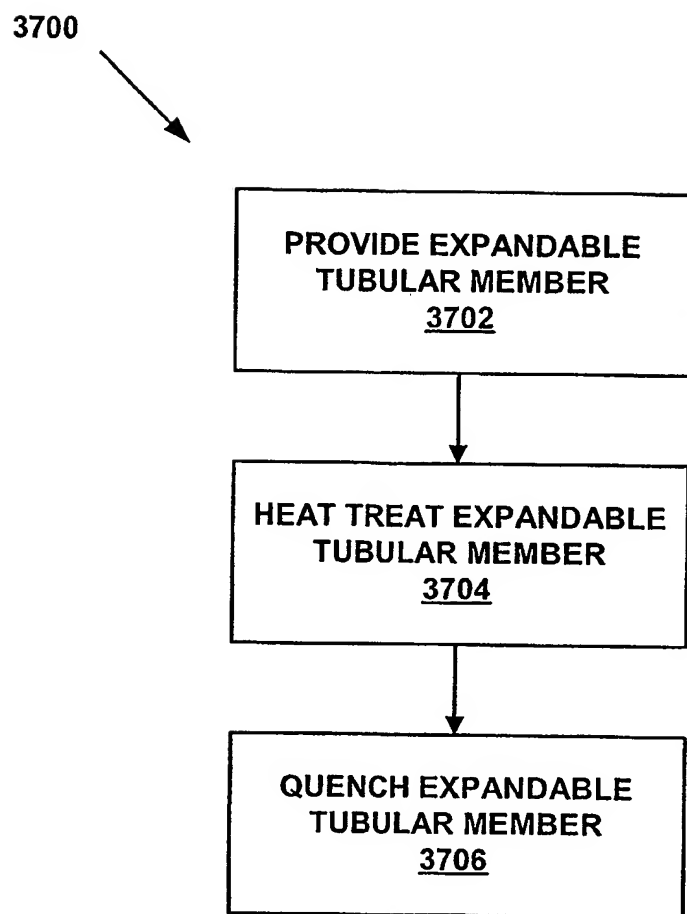 3700
PROVIDE EXPANDABLE
TUBULAR MEMBER
3702
HEAT TREAT EXPANDABLE
TUBULAR MEMBER
3704
QUENCH EXPANDABLE
TUBULAR MEMBER
3706